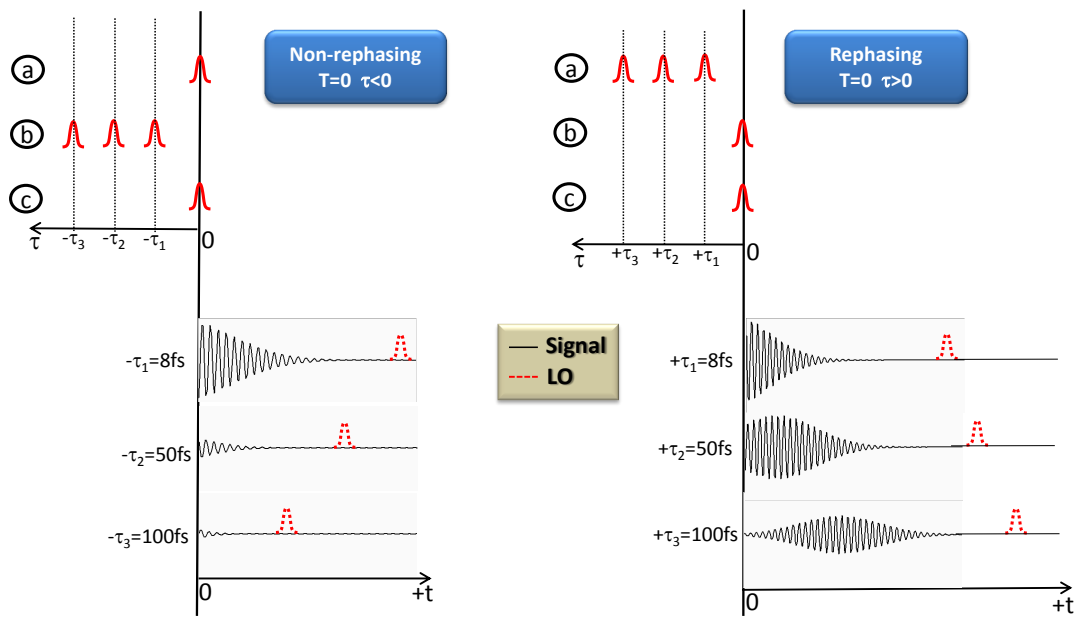 Non-rephasing
T=0 τ<0
a
b
c
τ
-τ3
-τ2
-τ1
0
-τ1=8fs
-τ2=50fs
-τ3=100fs
0
+t
Signal
LO
Rephasing
T=0 τ>0
a
b
c
τ
+τ3
+τ2
+τ1
0
+τ1=8fs
+τ2=50fs
+τ3=100fs
0
+t